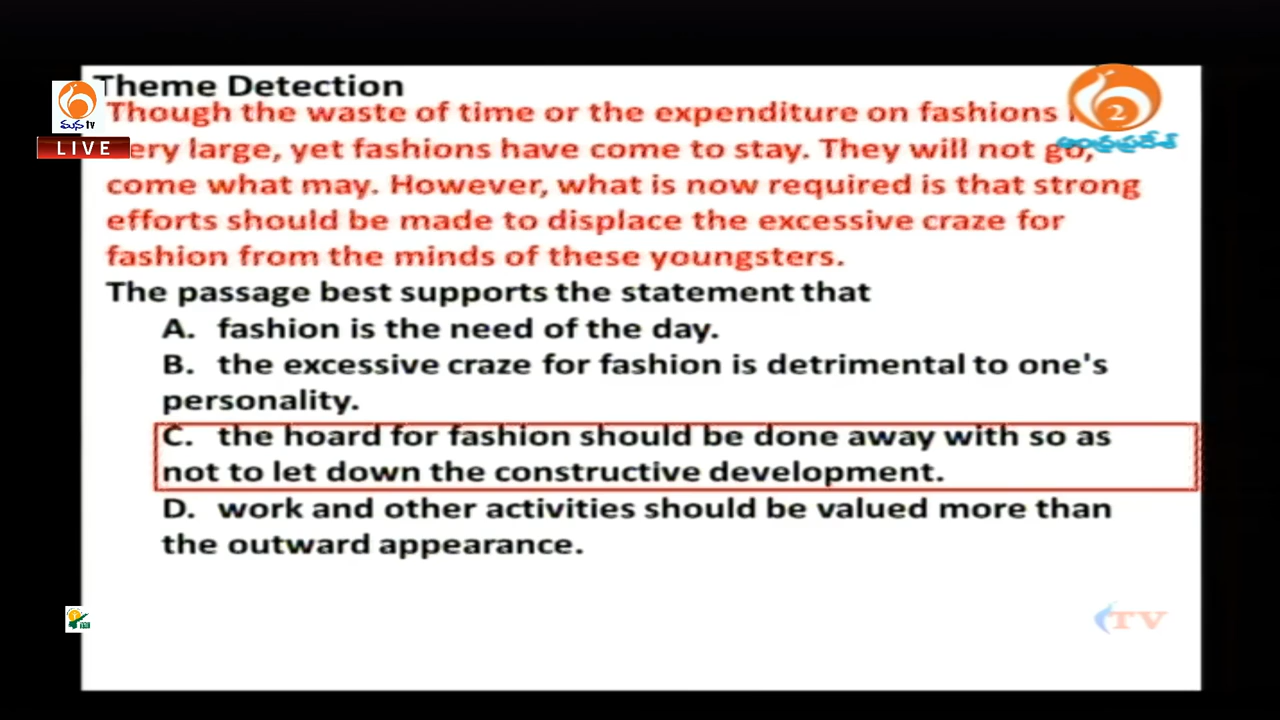 Theme Detection
Though the waste of time or the expenditure on fashions
ery large, yet fashions have come to stay. They will not go,
come what may. However, what is now required is that strong
efforts should be made to displace the excessive craze for
fashion from the minds of these youngsters.
The passage best supports the statement that
A. fashion is the need of the day.
B. the excessive craze for fashion is detrimental to one's
personality.
C. the hoard for fashion should be done away with so as
not to let down the constructive development.
D. work and other activities should be valued more than
the outward appearance.
మన tv
LIVE
2
ఆంధ్రప్రదేశ్
TV